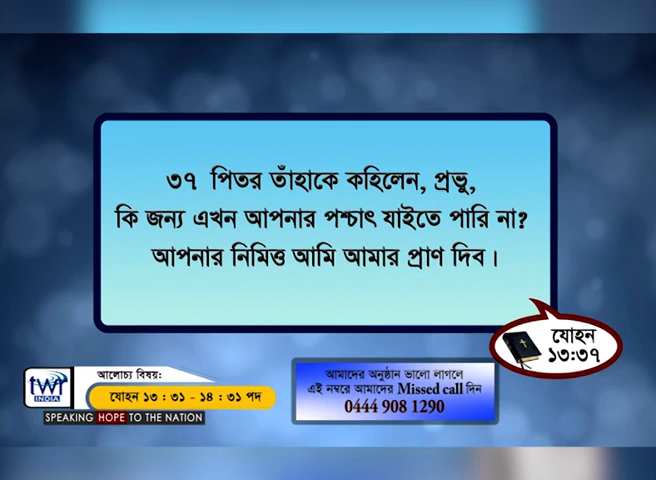 ৩৭ পিতর তাঁহাকে কহিলেন, প্রভু,
কি জন্য এখন আপনার পশ্চাৎ যাইতে পারি না?
আপনার নিমিত্ত আমি আমার প্রাণ দিব।
যোহন
১৩:৩৭
twr
INDIA
আলোচ্য বিষয়:
যোহন ১৩ : ৩১ - ১৪ : ৩১ পদ
SPEAKING HOPE TO THE NATION
আমাদের অনুষ্ঠান ভালো লাগলে
এই নম্বরে আমাদের Missed call দিন
0444 908 1290